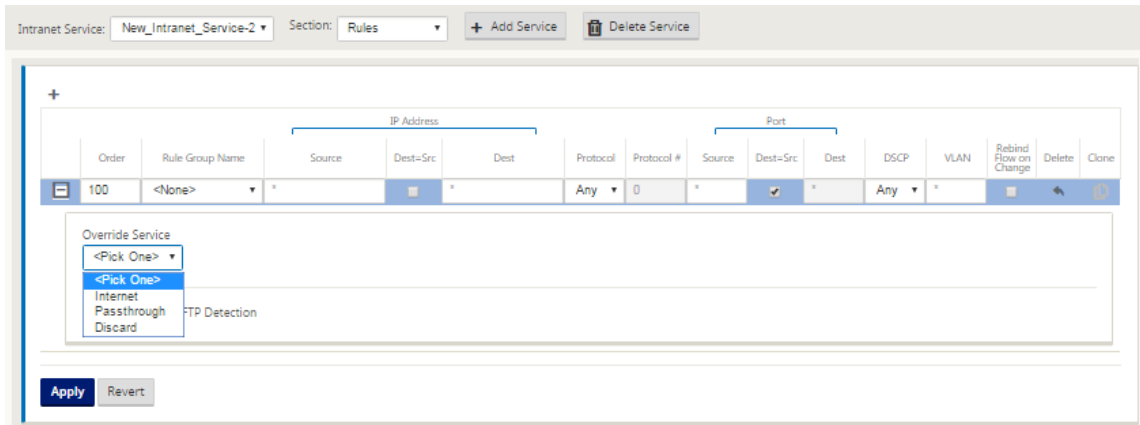 Intranet Service: New_Intranet_Service-2 Section: Rules + Add Service Delete Service
+
IP Address Port
Order Rule Group Name Source Dest=Src Dest Protocol Protocol # Source Dest=Src Dest DSCP VLAN Rebind Flow on Change Delete Clone
100 <None> * * Any 0 * * Any *
Override Service
<Pick One>
<Pick One>
Internet
Passthrough FTP Detection
Discard
Apply Revert